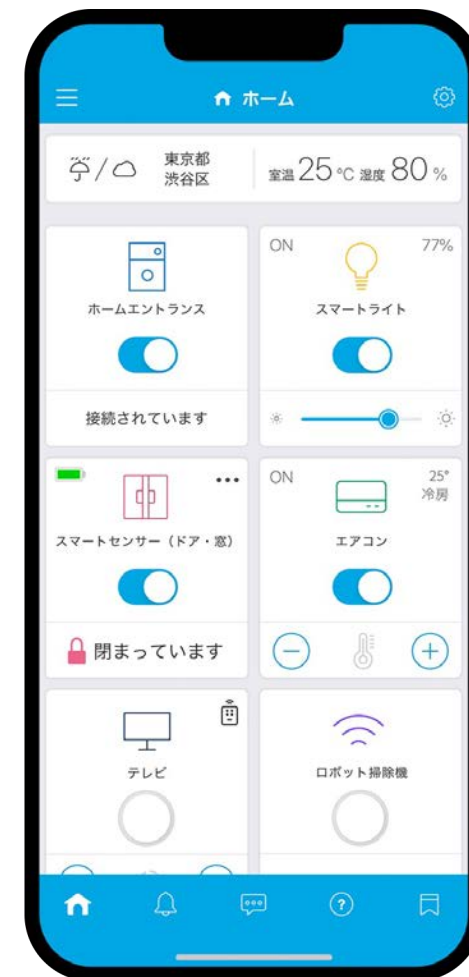 ホーム
東京都
渋谷区
室温 25 ℃ 湿度 80 %
ホームエントランス
接続されています
ON
77%
スマートライト
スマートセンサー（ドア・窓）
閉まっています
ON
25°
冷房
エアコン
テレビ
ロボット掃除機
?